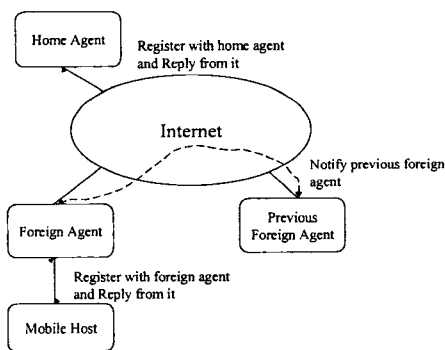 Home Agent
Register with home agent
and Reply from it
Internet
Notify previous foreign
agent
Foreign Agent
Previous
Foreign Agent
Register with foreign agent
and Reply from it
Mobile Host